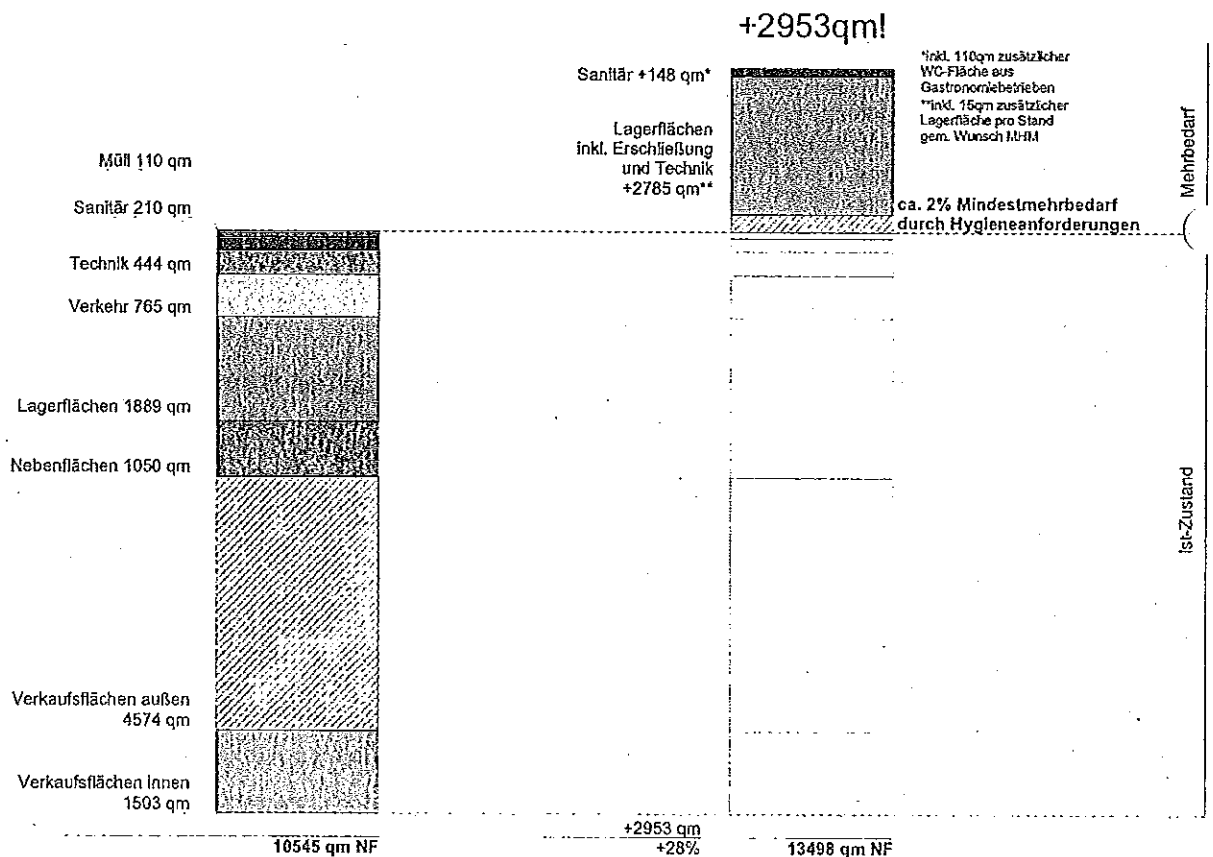 +2953qm!
Sanitär +148 qm*
*inkl. 110qm zusätzlicher
WC-Fläche aus
Gastronomiebetrieben
**inkl. 15qm zusätzlicher
Lagerfläche pro Stand
gem. Wunsch MHM
Lagerflächen
inkl. Erschließung
und Technik
+2785 qm**
Mehrbedarf
ca. 2% Mindestmehrbedarf
durch Hygieneanforderungen
Müll 110 qm
Sanitär 210 qm
Technik 444 qm
Verkehr 765 qm
Lagerflächen 1889 qm
Nebenflächen 1050 qm
Verkaufsflächen außen
4574 qm
Verkaufsflächen innen
1503 qm
Ist-Zustand
10545 qm NF
+2953 qm
+28%
13498 qm NF